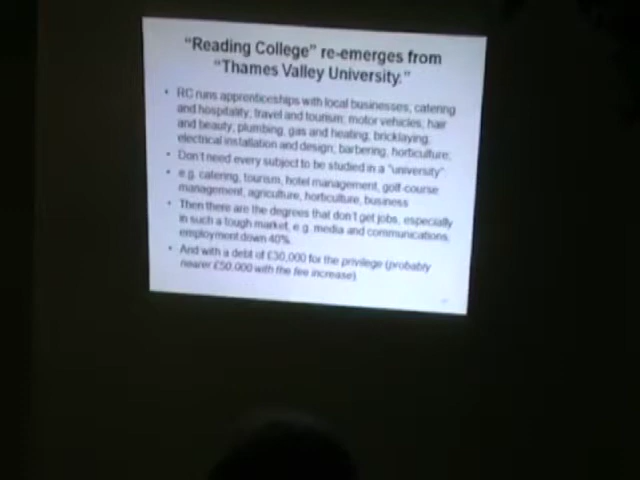 "Reading College" re-emerges from
"Thames Valley University."
• RC runs apprenticeships with local businesses; catering
and hospitality; travel and tourism; motor vehicles; hair
and beauty; plumbing, gas and heating; bricklaying;
electrical installation and design; barbering, horticulture;
• Don't need every subject to be studied in a "university"
• e.g. catering, tourism, hotel management, golf-course
management, agriculture, horticulture, business
• Then there are the degrees that don't get jobs, especially
in such a tough market, e.g. media and communications,
employment down 40%.
• And with a debt of £30,000 for the privilege (probably
nearer £50,000 with the fee increase)